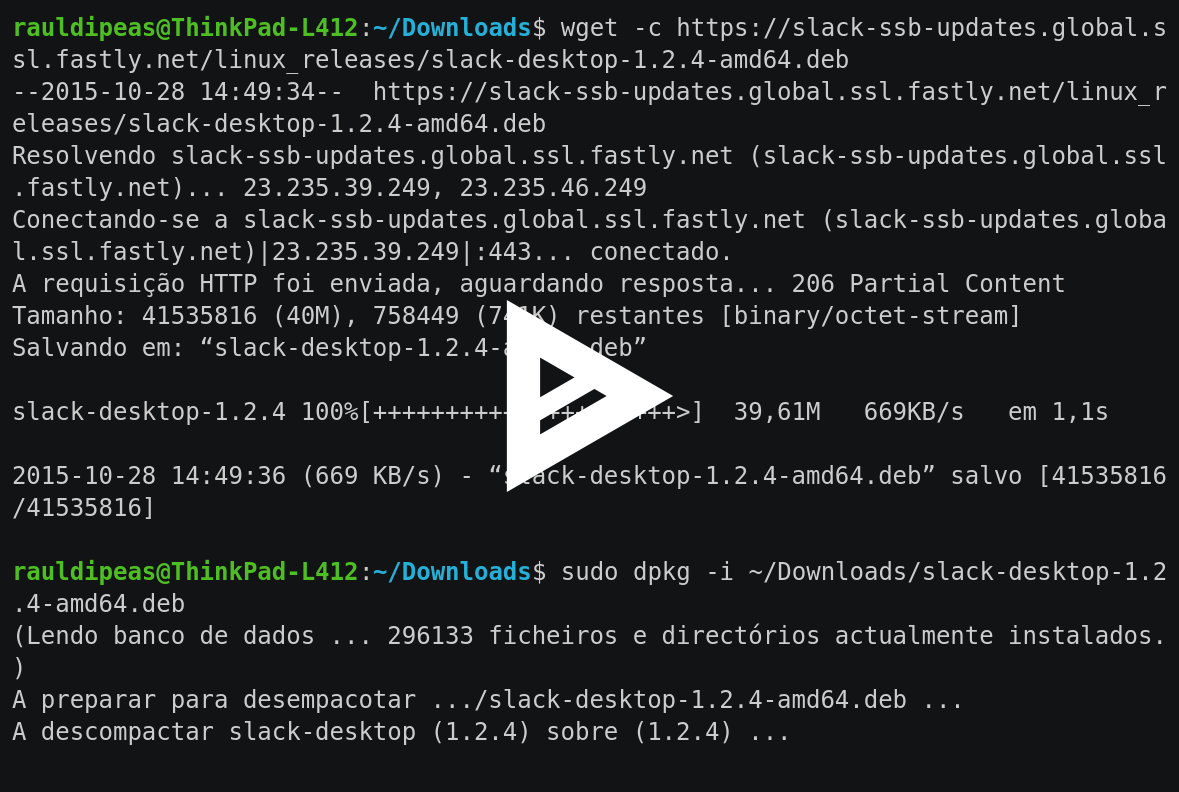 rauldipeas@ThinkPad-L412:~/Downloads$ wget -c https://slack-ssb-updates.global.s
sl.fastly.net/linux_releases/slack-desktop-1.2.4-amd64.deb
--2015-10-28 14:49:34--  https://slack-ssb-updates.global.ssl.fastly.net/linux_r
eleases/slack-desktop-1.2.4-amd64.deb
Resolvendo slack-ssb-updates.global.ssl.fastly.net (slack-ssb-updates.global.ssl
.fastly.net)... 23.235.39.249, 23.235.46.249
Conectando-se a slack-ssb-updates.global.ssl.fastly.net (slack-ssb-updates.globa
l.ssl.fastly.net)|23.235.39.249|:443... conectado.
A requisição HTTP foi enviada, aguardando resposta... 206 Partial Content
Tamanho: 41535816 (40M), 758449 (741K) restantes [binary/octet-stream]
Salvando em: “slack-desktop-1.2.4-amd64.deb”
slack-desktop-1.2.4 100%[+++++++++++++++++++++>]  39,61M   669KB/s   em 1,1s
2015-10-28 14:49:36 (669 KB/s) - “slack-desktop-1.2.4-amd64.deb” salvo [41535816
/41535816]
rauldipeas@ThinkPad-L412:~/Downloads$ sudo dpkg -i ~/Downloads/slack-desktop-1.2
.4-amd64.deb
(Lendo banco de dados ... 296133 ficheiros e directórios actualmente instalados.
)
A preparar para desempacotar .../slack-desktop-1.2.4-amd64.deb ...
A descompactar slack-desktop (1.2.4) sobre (1.2.4) ...